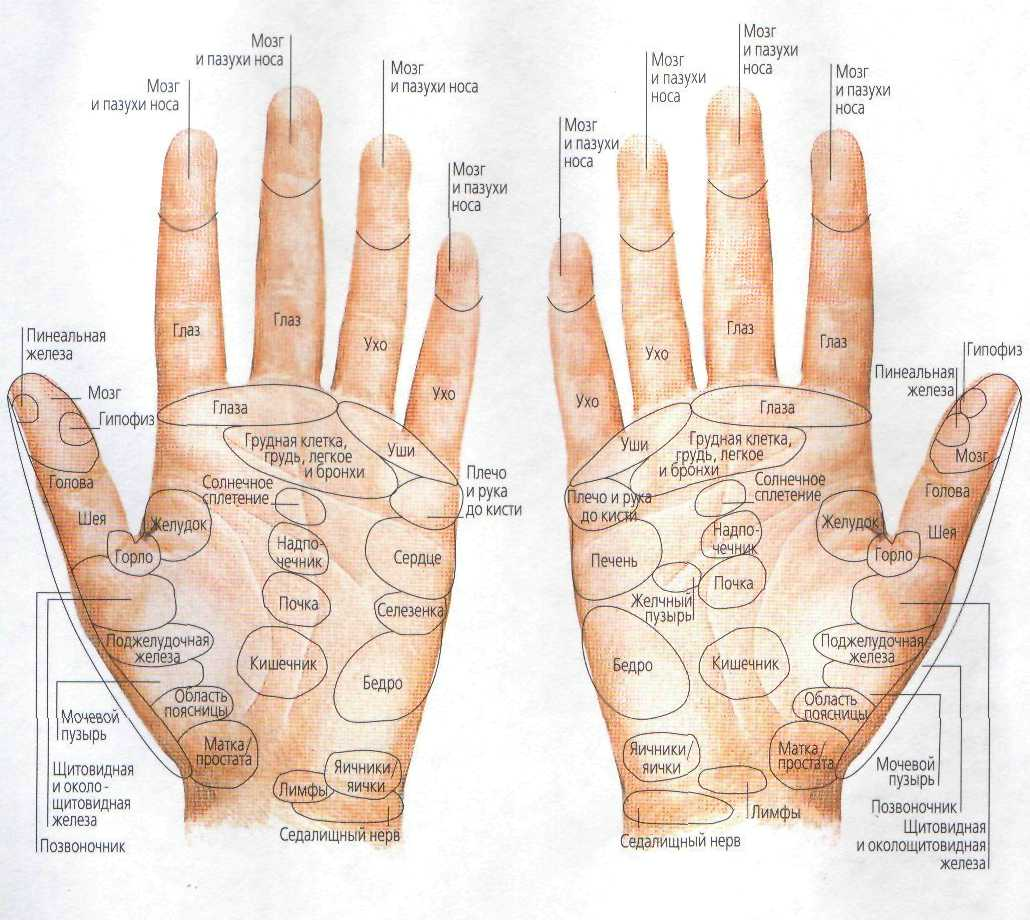 Мозг
и пазухи носа
Мозг
и пазухи носа
Мозг
и пазухи носа
Мозг
и пазухи
носа
Глаз
Глаз
Ухо
Ухо
Пинеальная
железа
Мозг
Гипофиз
Голова
Шея
Глаза
Уши
Грудная клетка,
грудь, легкое
и бронхи
Солнечное
сплетение
Плечо
и рука
до кисти
Желудок
Горло
Надпо-
чечник
Сердце
Почка
Селезенка
Поджелудочная
железа
Кишечник
Бедро
Область
поясницы
Мочевой
пузырь
Матка/
простата
Яичники/
яички
Лимфы
Седалищный нерв
Щитовидная
и около-
щитовидная
железа
Позвоночник
Мозг
и пазухи
носа
Мозг
и пазухи
носа
Мозг
и пазухи
носа
Мозг
и пазухи
носа
Глаз
Глаз
Ухо
Ухо
Гипофиз
Пинеальная
железа
Мозг
Голова
Шея
Глаза
Уши
Грудная клетка,
грудь, легкое
и бронхи
Солнечное
сплетение
Плечо и рука
до кисти
Желудок
Горло
Надпо-
чечник
Печень
Почка
Желчный
пузырь
Поджелудочная
железа
Кишечник
Бедро
Область
поясницы
Яичники/
яички
Матка/
простата
Мочевой
пузырь
Лимфы
Седалищный нерв
Позвоночник
Щитовидная
и околощитовидная
железа